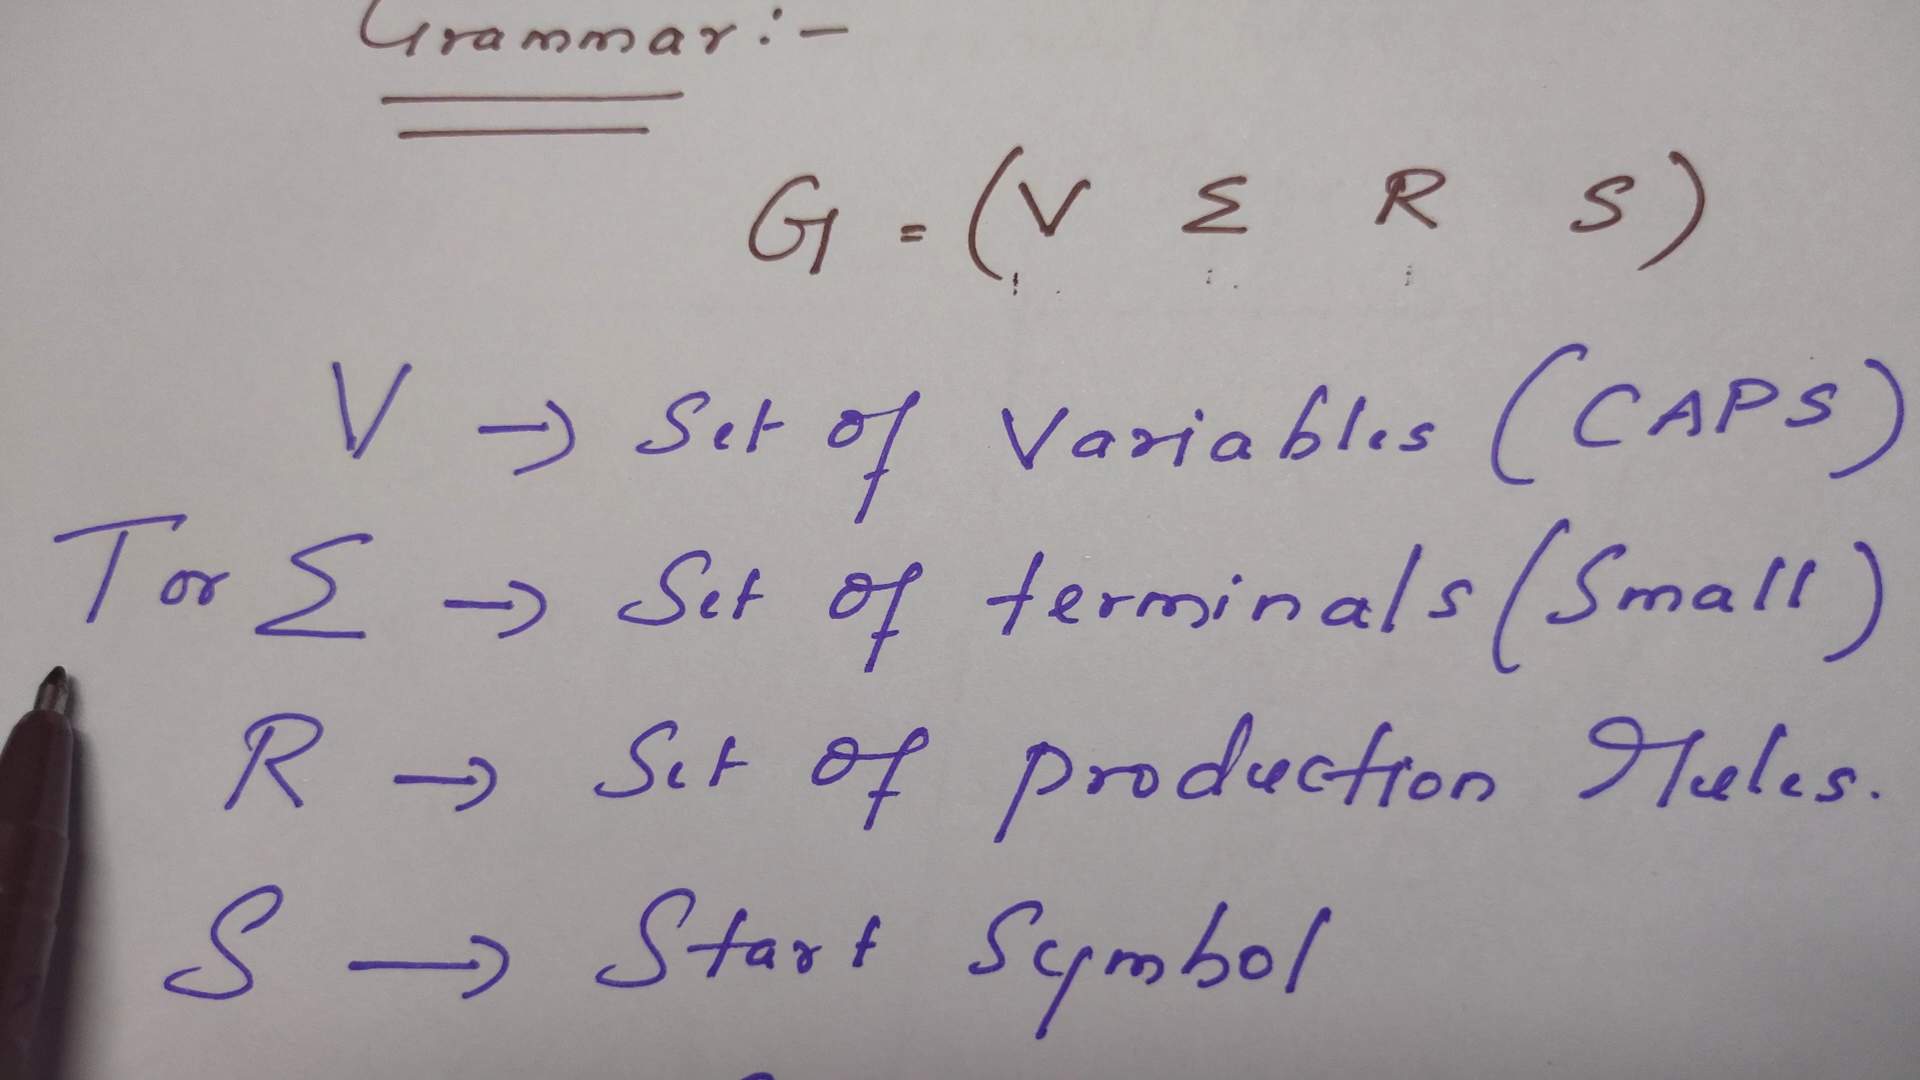 Grammar:-
G = (V Σ R S)
V → Set of Variables (CAPS)
T or Σ → Set of terminals (Small)
R → Set of production rules.
S → Start Symbol